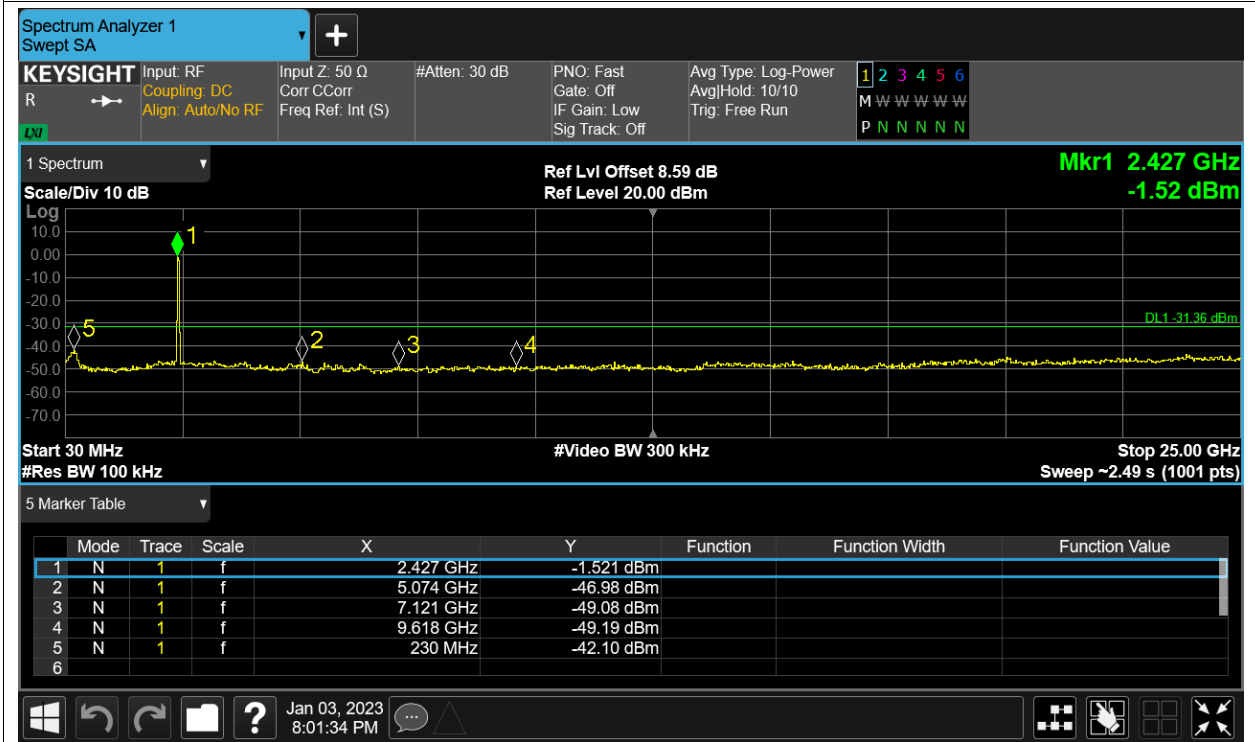 Spectrum Analyzer 1
Swept SA
+
KEYSIGHT
R
LXI
Input: RF
Coupling: DC
Align: Auto/No RF
Input Z: 50 Ω
Corr CCorr
Freq Ref: Int (S)
#Atten: 30 dB
PNO: Fast
Gate: Off
IF Gain: Low
Sig Track: Off
Avg Type: Log-Power
Avg|Hold: 10/10
Trig: Free Run
1 2 3 4 5 6
M W W W W W
P N N N N N
1 Spectrum
Scale/Div 10 dB
Ref Lvl Offset 8.59 dB
Ref Level 20.00 dBm
Mkr1 2.427 GHz
-1.52 dBm
Log
10.0
0.00
-10.0
-20.0
-30.0
-40.0
-50.0
-60.0
-70.0
1
5
2
3
4
DL1 -31.36 dBm
Start 30 MHz
#Video BW 300 kHz
Stop 25.00 GHz
#Res BW 100 kHz
Sweep ~2.49 s (1001 pts)
5 Marker Table
Mode Trace Scale X Y Function Function Width Function Value
1 N 1 f 2.427 GHz -1.521 dBm
2 N 1 f 5.074 GHz -46.98 dBm
3 N 1 f 7.121 GHz -49.08 dBm
4 N 1 f 9.618 GHz -49.19 dBm
5 N 1 f 230 MHz -42.10 dBm
6
?
Jan 03, 2023
8:01:34 PM